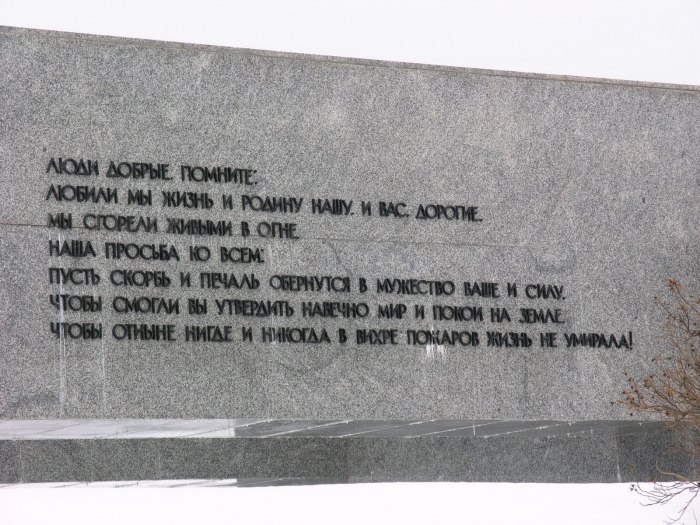 ЛЮДИ ДОБРЫЕ, ПОМНИТЕ:
ЛЮБИЛИ МЫ ЖИЗНЬ И РОДИНУ НАШУ, И ВАС, ДОРОГИЕ.
МЫ СГОРЕЛИ ЖИВЫМИ В ОГНЕ.
НАША ПРОСЬБА КО ВСЕМ:
ПУСТЬ СКОРБЬ И ПЕЧАЛЬ ОБЕРНУТСЯ В МУЖЕСТВО ВАШЕ И СИЛУ,
ЧТОБЫ СМОГЛИ ВЫ УТВЕРДИТЬ НАВЕЧНО МИР И ПОКОЙ НА ЗЕМЛЕ,
ЧТОБЫ ОТНЫНЕ НИГДЕ И НИКОГДА В ВИХРЕ ПОЖАРОВ ЖИЗНЬ НЕ УМИРАЛА!